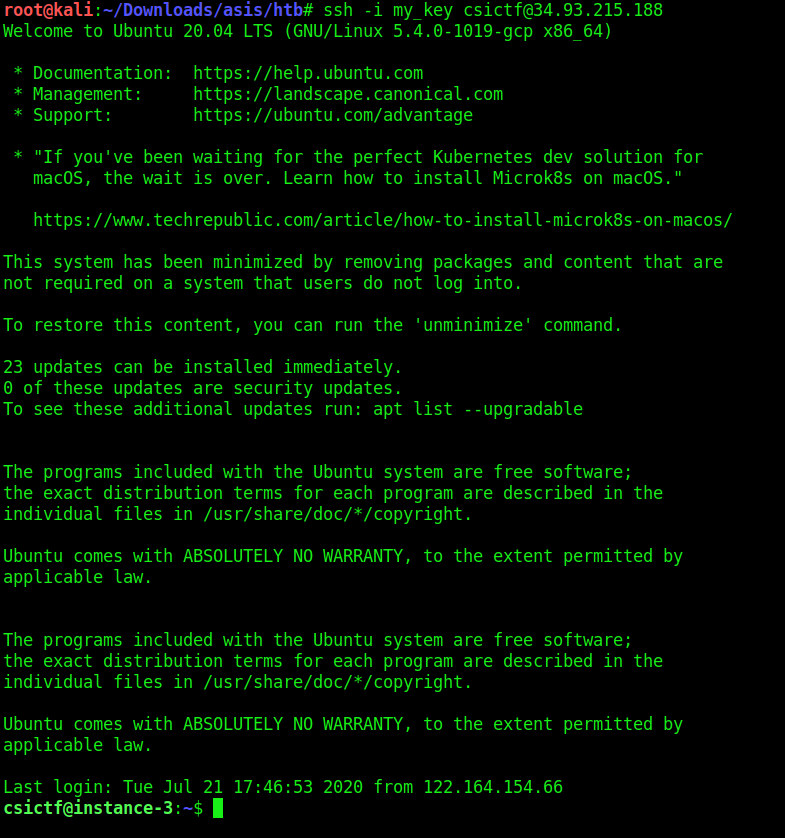 root@kali:~/Downloads/asis/htb# ssh -i my_key csictf@34.93.215.188
Welcome to Ubuntu 20.04 LTS (GNU/Linux 5.4.0-1019-gcp x86_64)
* Documentation:  https://help.ubuntu.com
* Management:     https://landscape.canonical.com
* Support:        https://ubuntu.com/advantage
* "If you've been waiting for the perfect Kubernetes dev solution for
macOS, the wait is over. Learn how to install Microk8s on macOS."
https://www.techrepublic.com/article/how-to-install-microk8s-on-macos/
This system has been minimized by removing packages and content that are
not required on a system that users do not log into.
To restore this content, you can run the 'unminimize' command.
23 updates can be installed immediately.
0 of these updates are security updates.
To see these additional updates run: apt list --upgradable
The programs included with the Ubuntu system are free software;
the exact distribution terms for each program are described in the
individual files in /usr/share/doc/*/copyright.
Ubuntu comes with ABSOLUTELY NO WARRANTY, to the extent permitted by
applicable law.
The programs included with the Ubuntu system are free software;
the exact distribution terms for each program are described in the
individual files in /usr/share/doc/*/copyright.
Ubuntu comes with ABSOLUTELY NO WARRANTY, to the extent permitted by
applicable law.
Last login: Tue Jul 21 17:46:53 2020 from 122.164.154.66
csictf@instance-3:~$